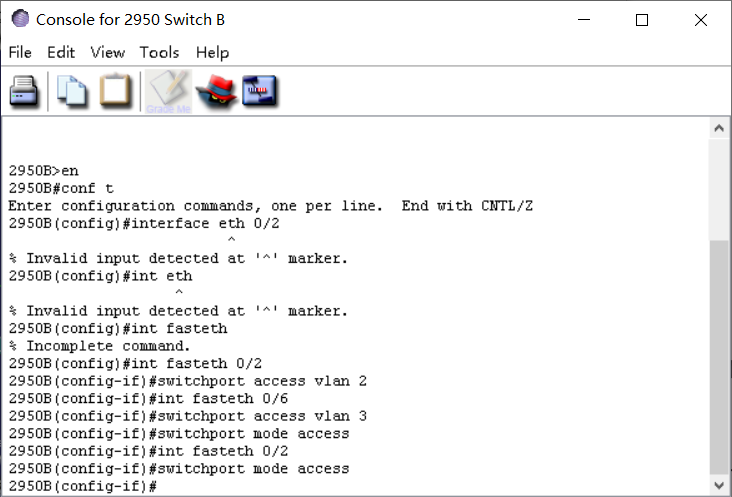 Console for 2950 Switch B
File Edit View Tools Help
Grade Me
2950B>en
2950B#conf t
Enter configuration commands, one per line.  End with CNTL/Z
2950B(config)#interface eth 0/2
^
% Invalid input detected at '^' marker.
2950B(config)#int eth
^
% Invalid input detected at '^' marker.
2950B(config)#int fasteth
% Incomplete command.
2950B(config)#int fasteth 0/2
2950B(config-if)#switchport access vlan 2
2950B(config-if)#int fasteth 0/6
2950B(config-if)#switchport access vlan 3
2950B(config-if)#switchport mode access
2950B(config-if)#int fasteth 0/2
2950B(config-if)#switchport mode access
2950B(config-if)#